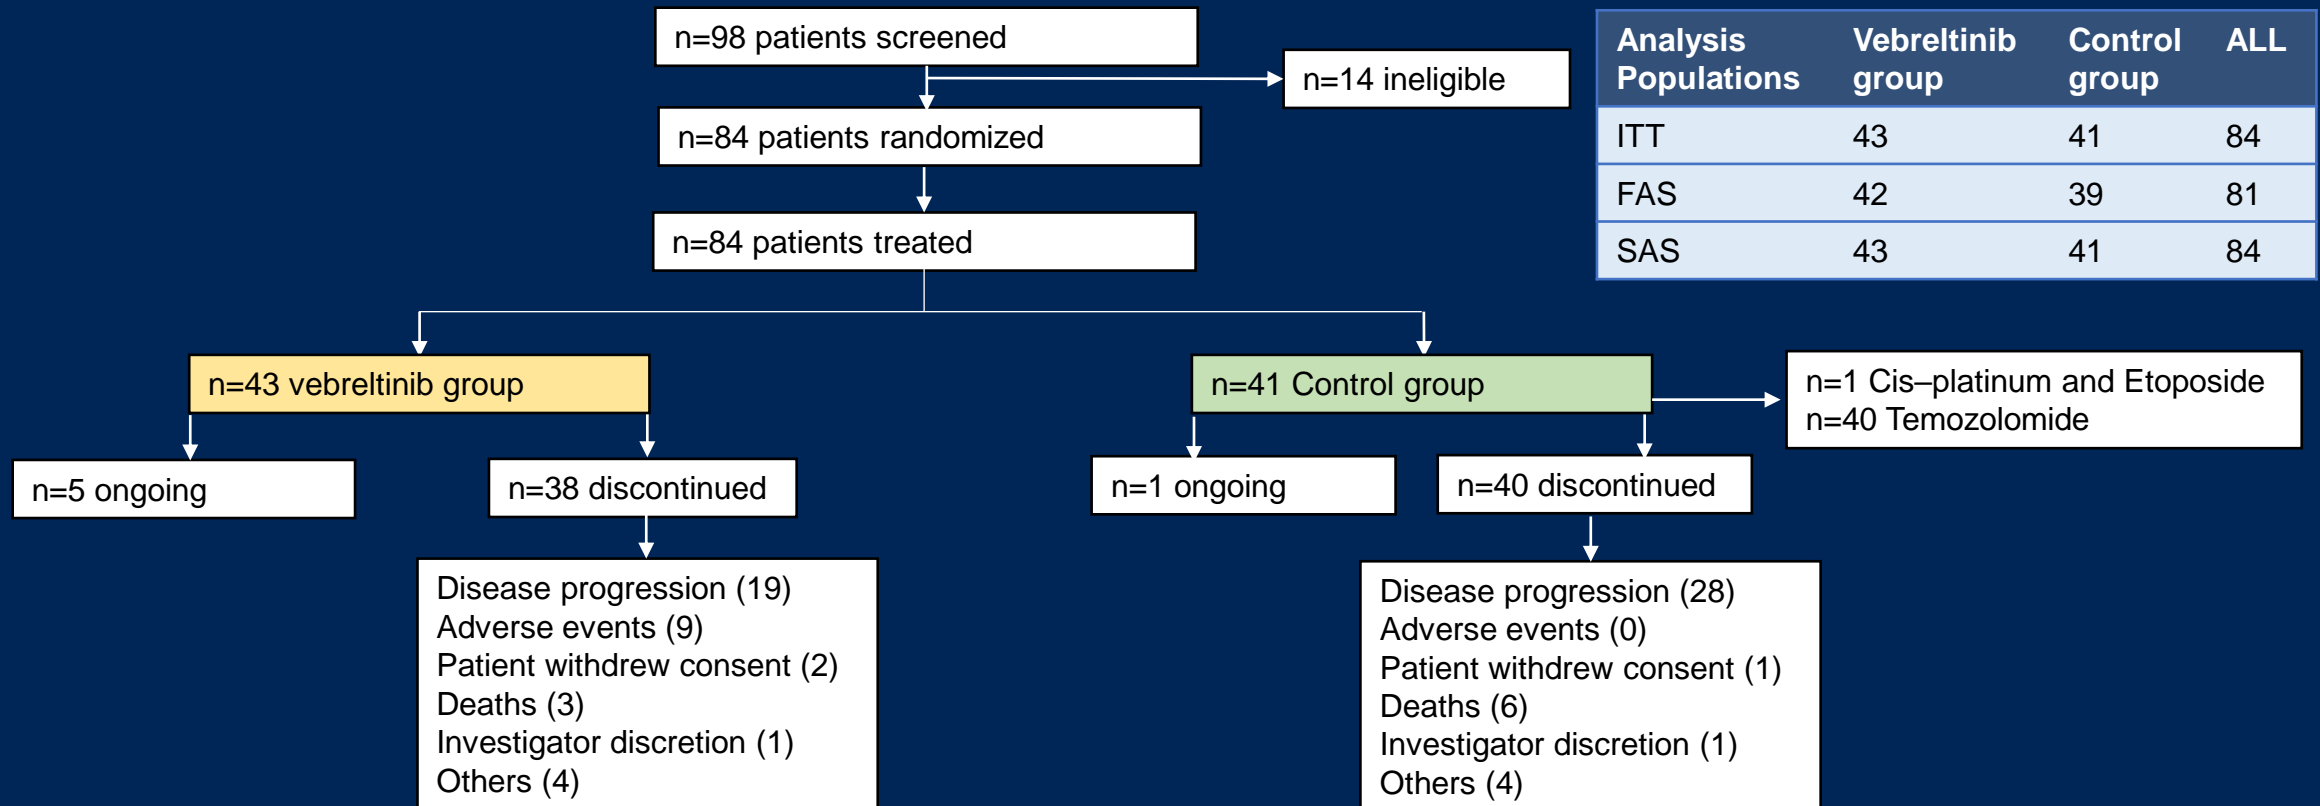 n=98 patients screened
n=14 ineligible
n=84 patients randomized
n=84 patients treated
Analysis Populations Vebreltinib group Control group ALL
ITT 43 41 84
FAS 42 39 81
SAS 43 41 84
n=43 vebreltinib group
n=41 Control group
n=1 Cis–platinum and Etoposide
n=40 Temozolomide
n=5 ongoing
n=38 discontinued
n=1 ongoing
n=40 discontinued
Disease progression (19)
Adverse events (9)
Patient withdrew consent (2)
Deaths (3)
Investigator discretion (1)
Others (4)
Disease progression (28)
Adverse events (0)
Patient withdrew consent (1)
Deaths (6)
Investigator discretion (1)
Others (4)